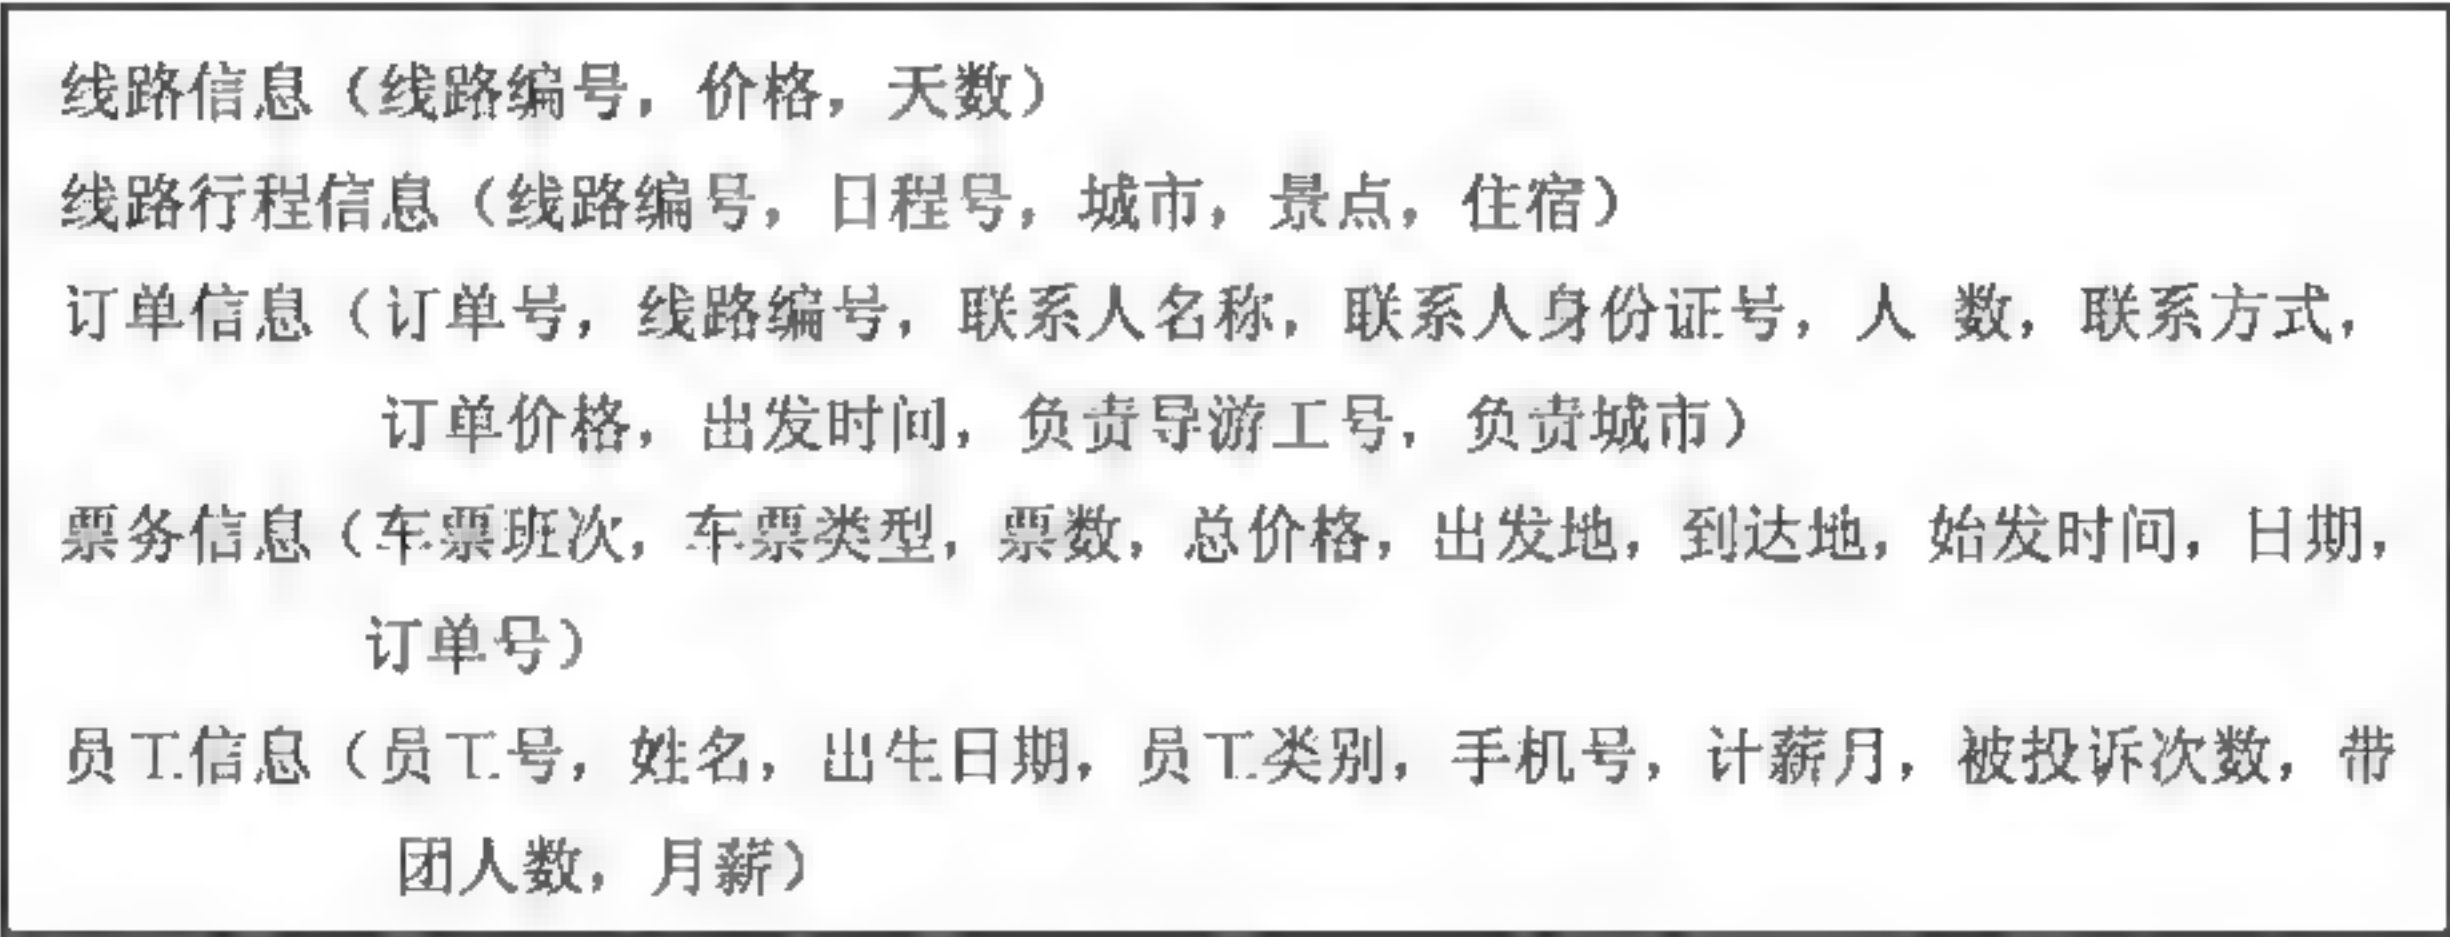 线路信息（线路编号，价格，天数）
线路行程信息（线路编号，日程号，城市，景点，住宿）
订单信息（订单号，线路编号，联系人名称，联系人身份证号，人 数，联系方式，
订单价格，出发时间，负责导游工号，负责城市）
票务信息（车票班次，车票类型，票数，总价格，出发地，到达地，始发时间，日期，
订单号）
员工信息（员工号，姓名，出生日期，员工类别，手机号，计薪月，被投诉次数，带
团人数，月薪）